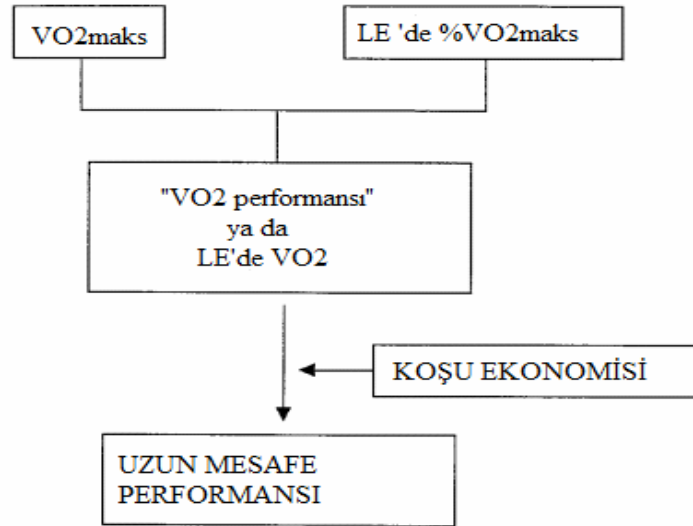 VO2maks
LE 'de %VO2maks
"VO2 performansı"
ya da
LE'de VO2
KOŞU EKONOMİSİ
UZUN MESAFE
PERFORMANSI